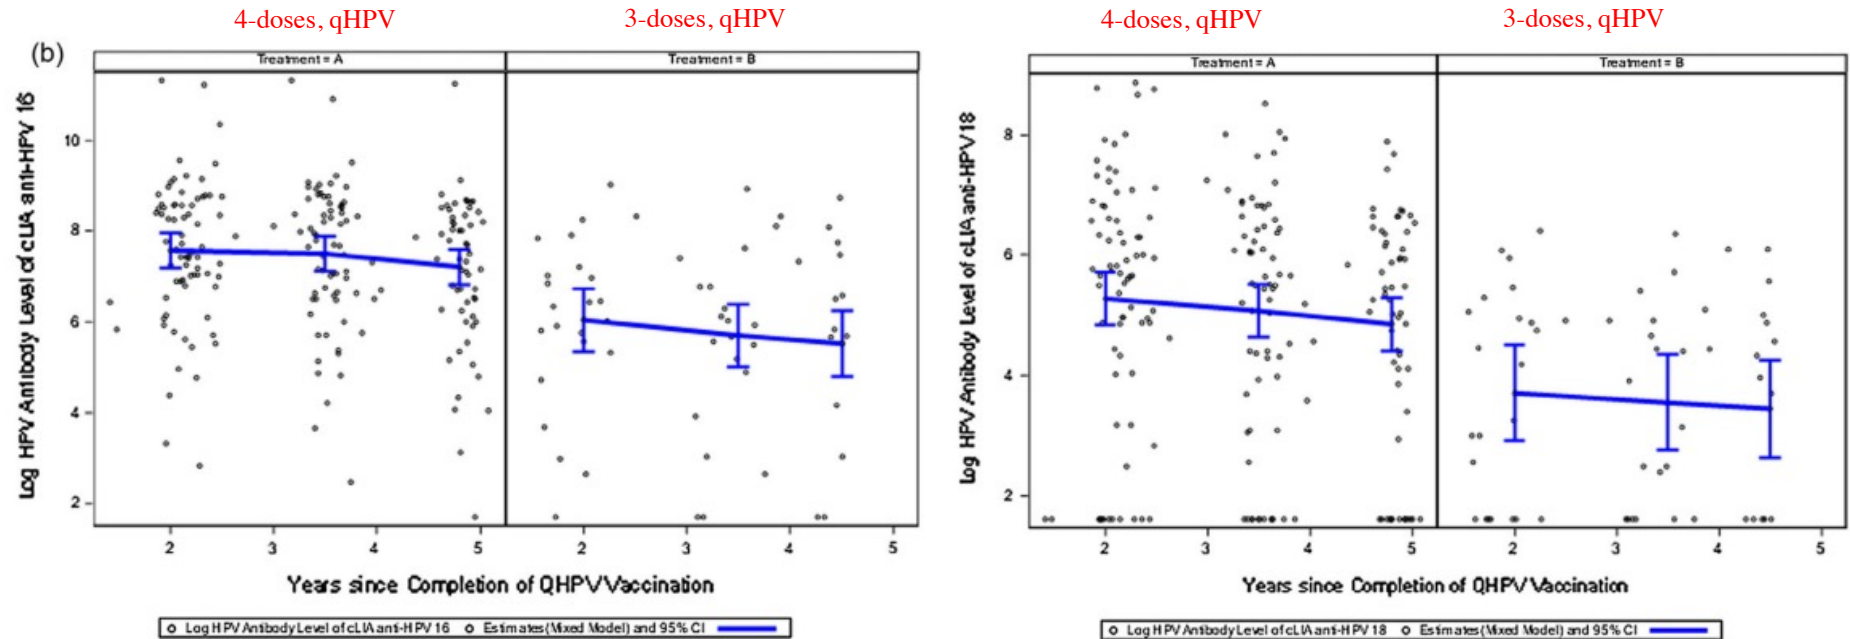 4-doses, qHPV 3-doses, qHPV 4-doses, qHPV 3-doses, qHPV
(b)
Treatment = A Treatment = B
Log HPV Antibody Level of cLIA anti-HPV 16
10
8
6
4
2
2 3 4 5 2 3 4 5
Years since Completion of QHPV Vaccination
Log HPV Antibody Level of cLIA anti-HPV 16 Estimates (Mixed Model) and 95% CI
Treatment = A Treatment = B
Log HPV Antibody Level of cLIA anti-HPV 18
8
6
4
2
2 3 4 5 2 3 4 5
Years since Completion of QHPV Vaccination
Log HPV Antibody Level of cLIA anti-HPV 18 Estimates (Mixed Model) and 95% CI